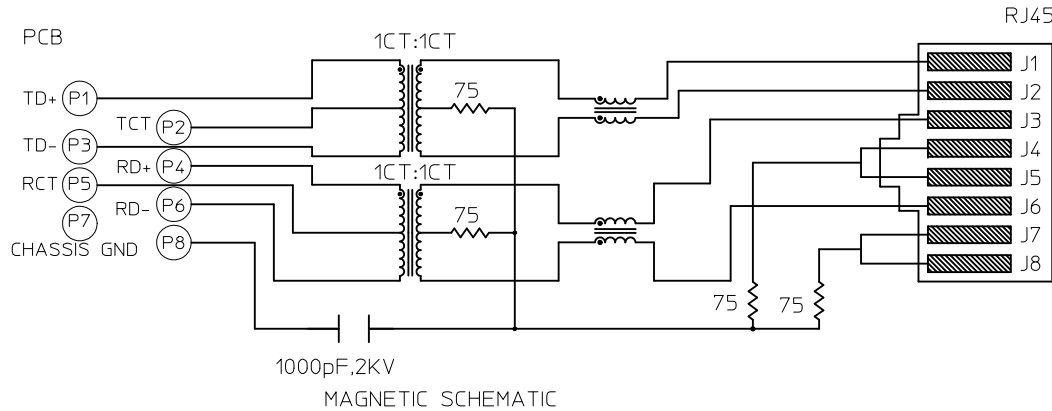 RJ45
PCB
1CT:1CT
TD+ P1
TCT P2
TD- P3
RD+ P4
RCT P5
RD- P6
P7
CHASSIS GND P8
75
1CT:1CT
75
J1
J2
J3
J4
J5
J6
J7
J8
75
75
1000pF,2KV
MAGNETIC SCHEMATIC